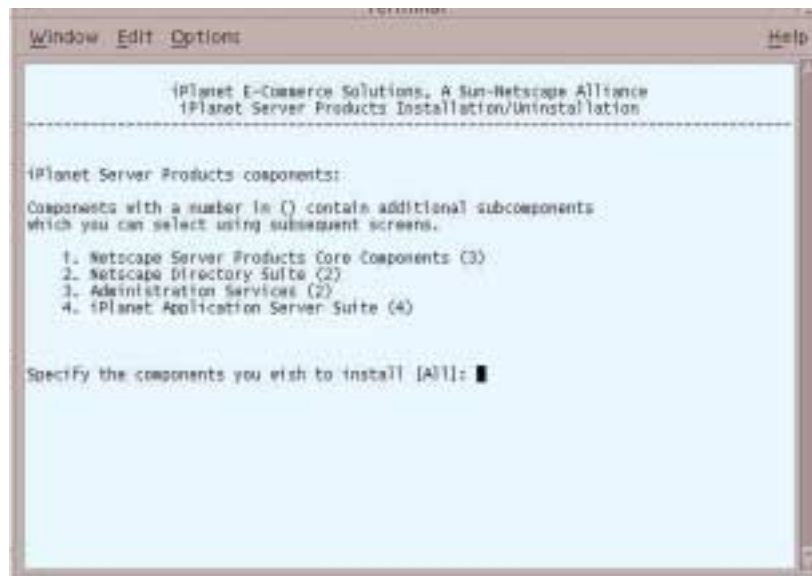 Terminal
Window Edit Options Help
iPlanet E-Commerce Solutions, A Sun-Netscape Alliance
iPlanet Server Products Installation/Uninstallation
iPlanet Server Products components:
Components with a number in () contain additional subcomponents
which you can select using subsequent screens.
1. Netscape Server Products Core Components (3)
2. Netscape Directory Suite (2)
3. Administration Services (2)
4. iPlanet Application Server Suite (4)
Specify the components you wish to install [All]: